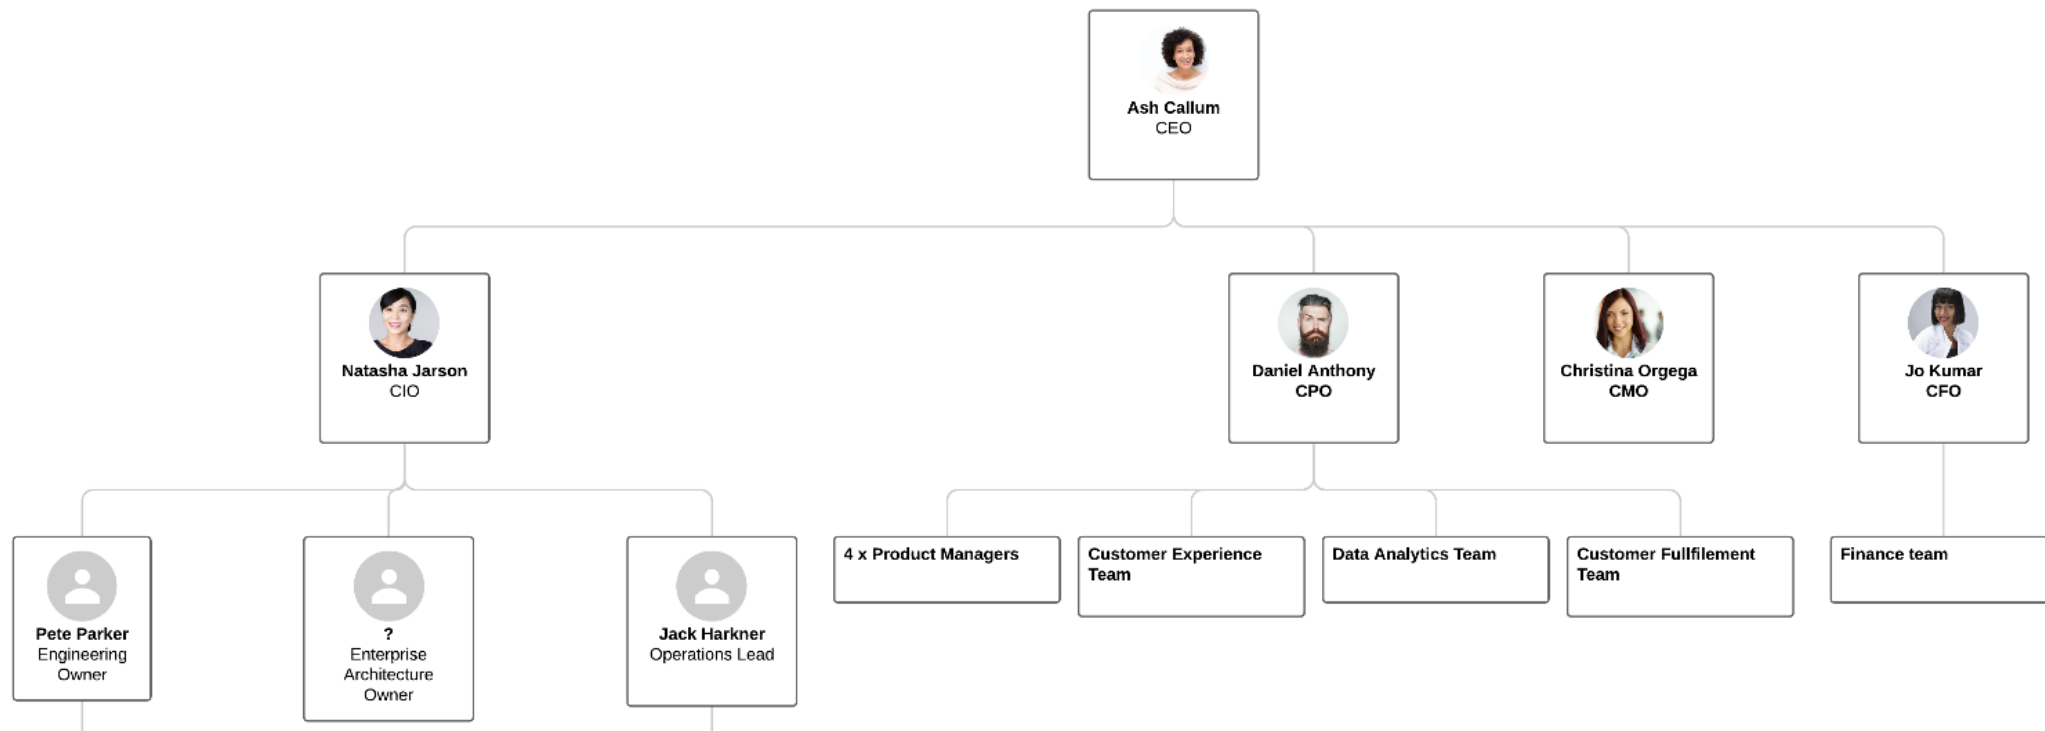 Ash Callum
CEO
Natasha Jarson
CIO
Daniel Anthony
CPO
Christina Orgega
CMO
Jo Kumar
CFO
Pete Parker
Engineering
Owner
?
Enterprise
Architecture
Owner
Jack Harkner
Operations Lead
4 x Product Managers
Customer Experience
Team
Data Analytics Team
Customer Fullfilement
Team
Finance team